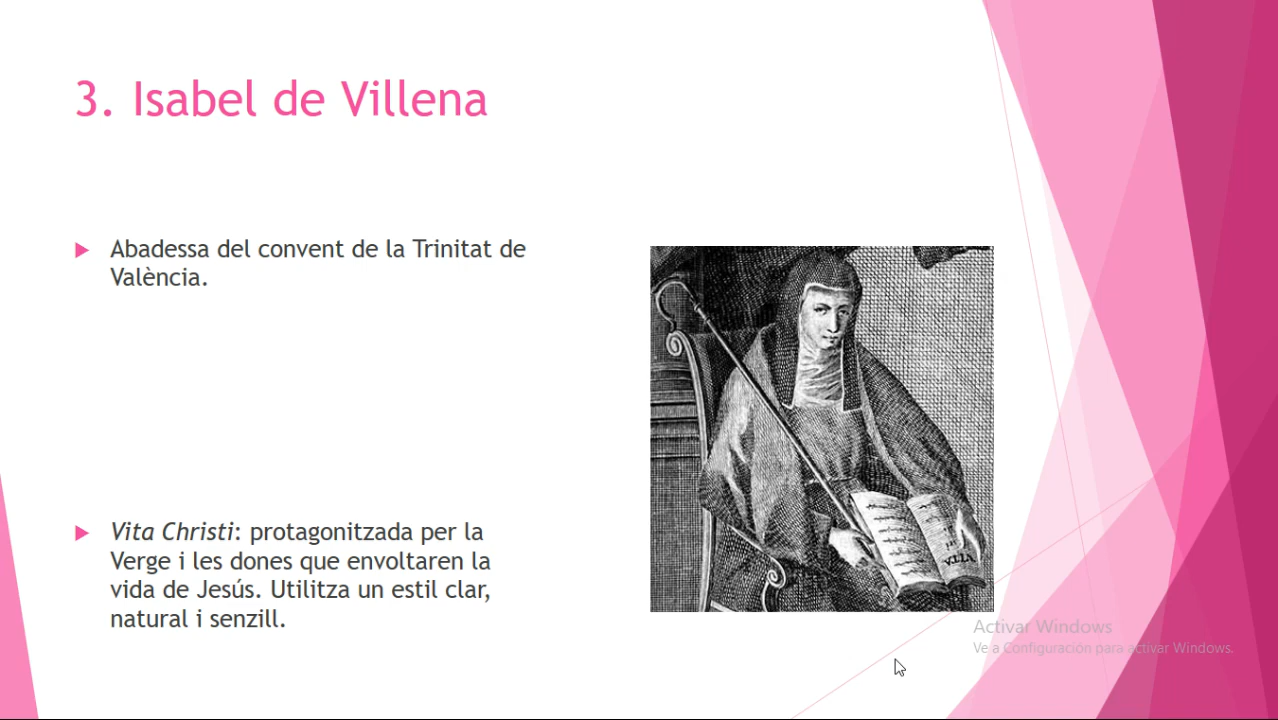 3. Isabel de Villena
Abadessa del convent de la Trinitat de
València.
Vita Christi: protagonitzada per la
Verge i les dones que envoltaren la
vida de Jesús. Utilitza un estil clar,
natural i senzill.
Activar Windows
Ve a Configuración para activar Windows.